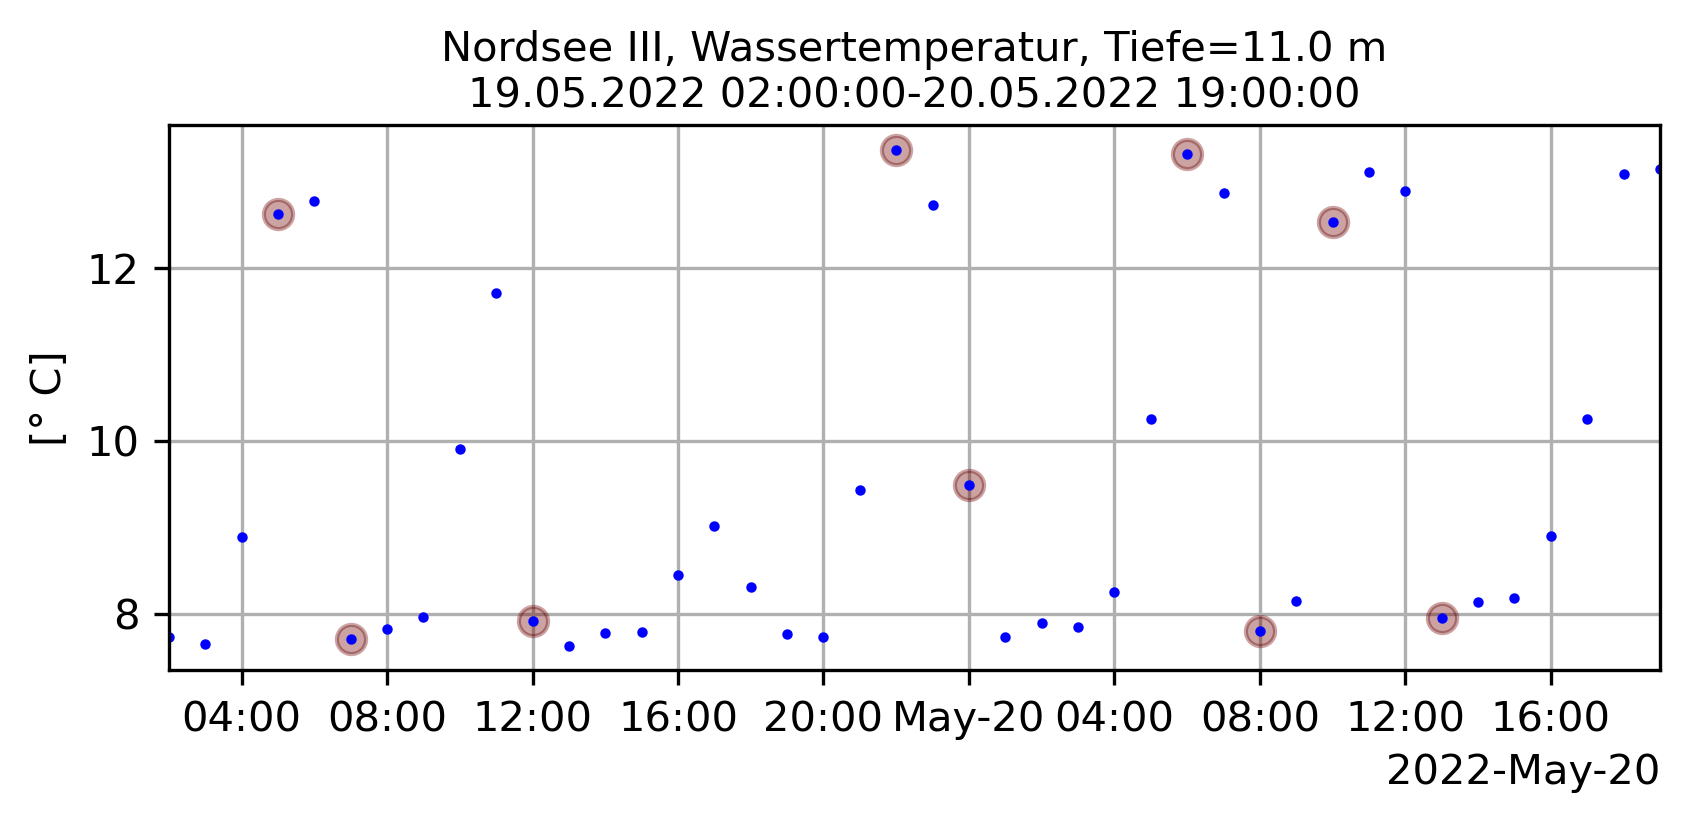 Nordsee III, Wassertemperatur, Tiefe=11.0 m
19.05.2022 02:00:00-20.05.2022 19:00:00
[° C]
12
10
8
04:00 08:00 12:00 16:00 20:00 May-20 04:00 08:00 12:00 16:00
2022-May-20